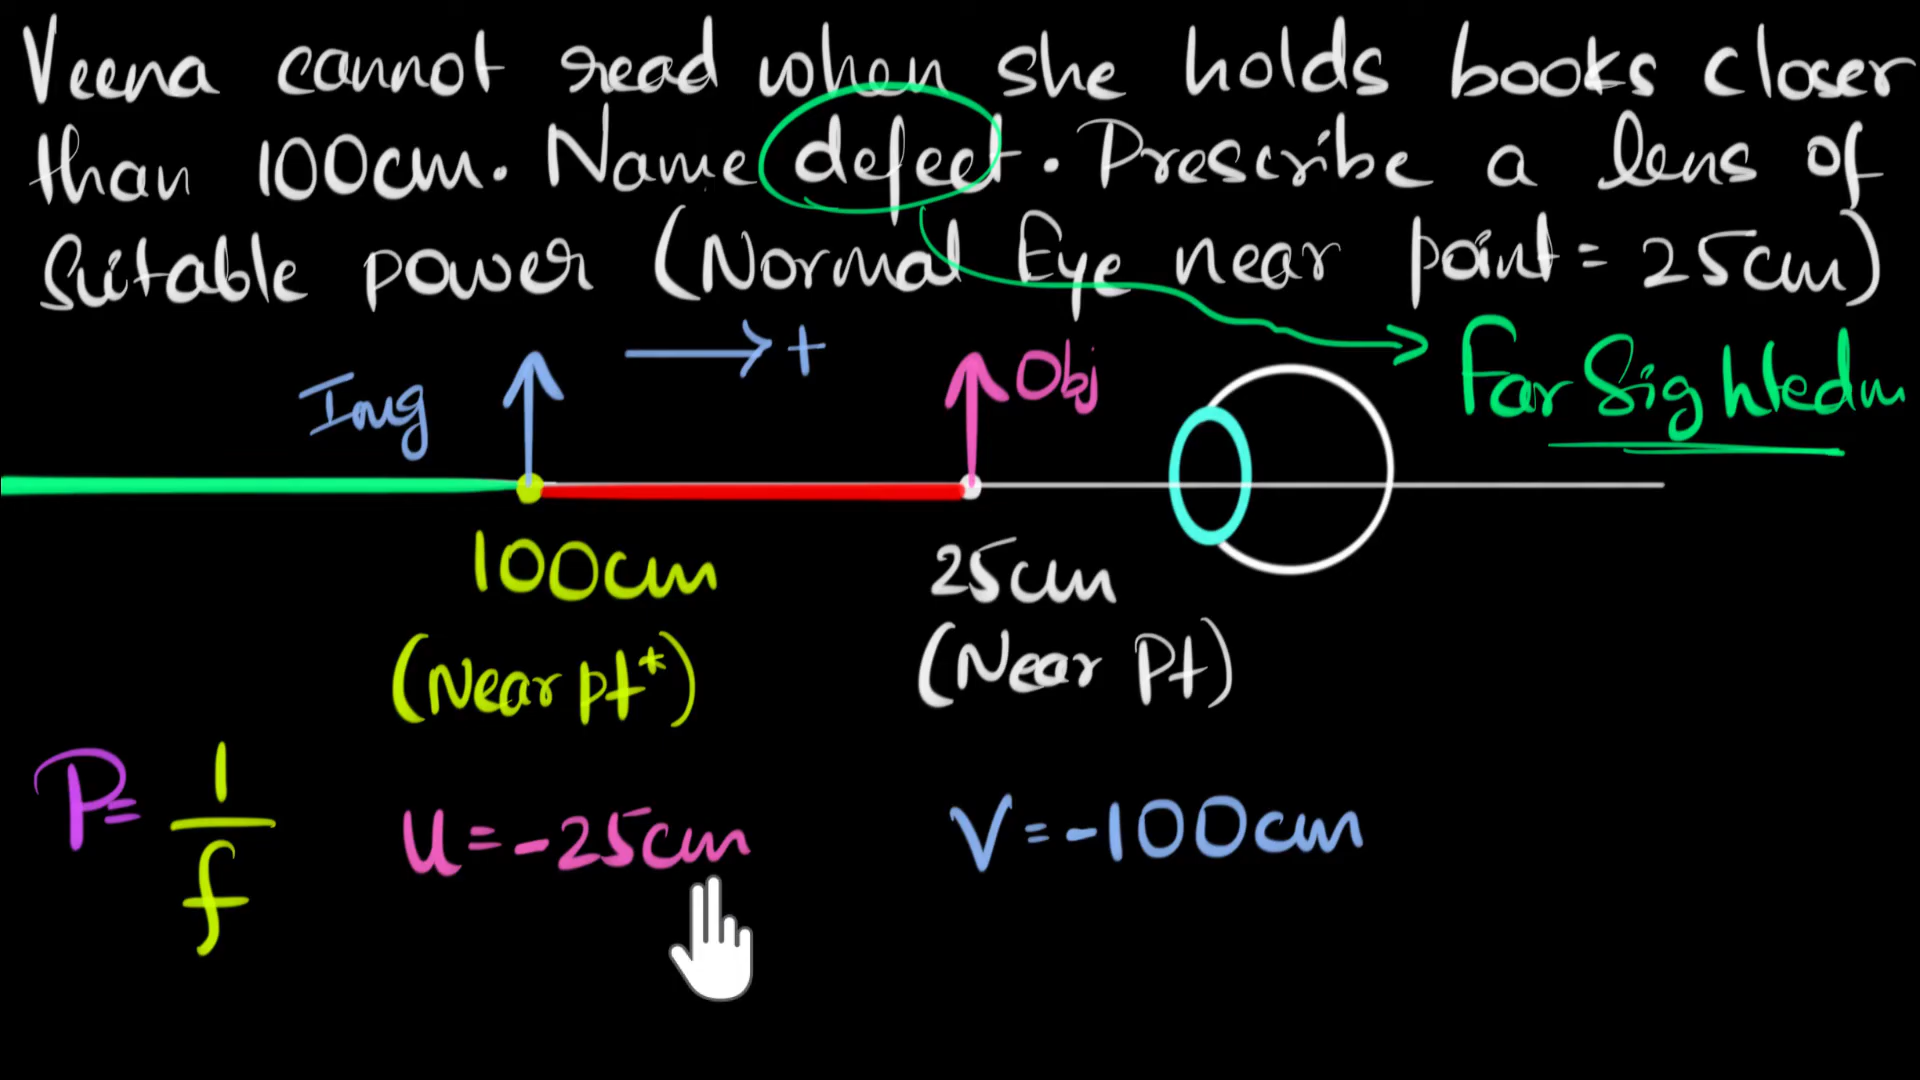 Veena cannot read when she holds books closer
than 100cm. Name defect. Prescribe a lens of
suitable power (Normal Eye near point = 25cm)
Img → + Obj Far Sightedn
100cm 25cm
(Near pt*) (Near Pt)
P = 1/f u = -25cm v = -100cm